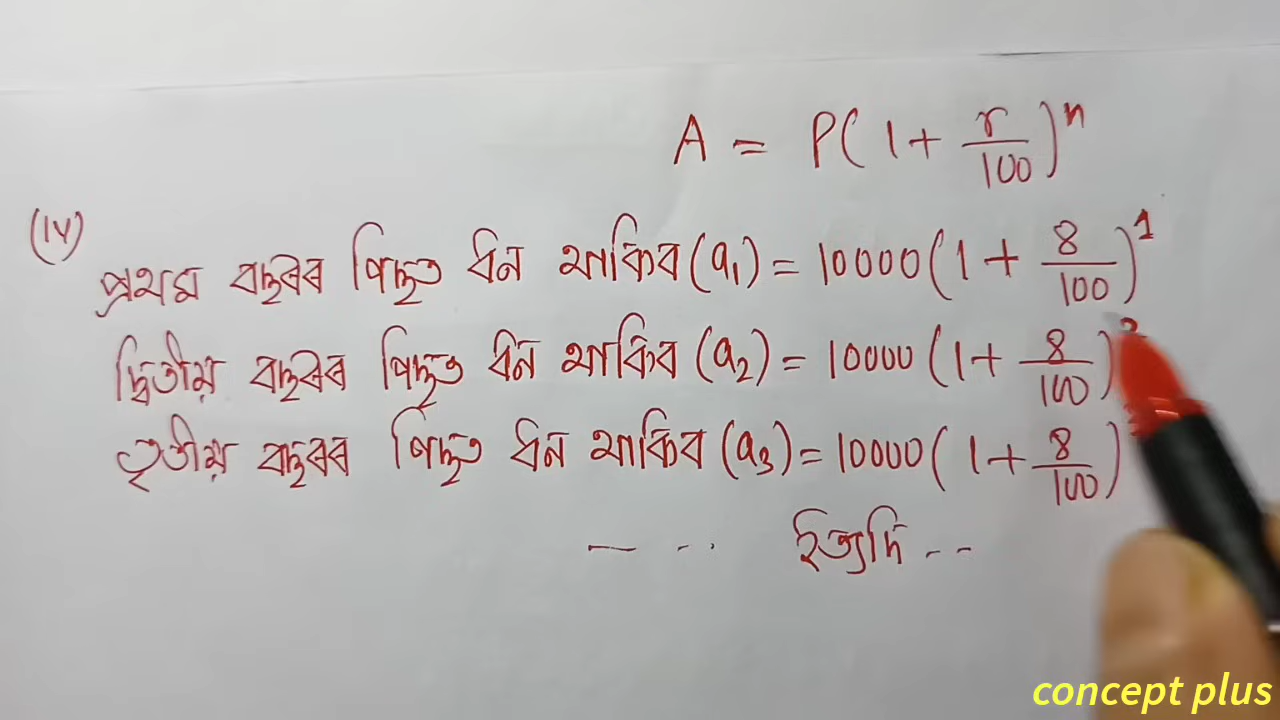 A = P(1 + r/100)^n
(iv)
প্ৰথম বছৰৰ পিছত ধন থাকিব (a₁) = 10000(1 + 8/100)^1
দ্বিতীয় বছৰৰ পিছত ধন থাকিব (a₂) = 10000(1 + 8/100)^2
তৃতীয় বছৰৰ পিছত ধন থাকিব (a₃) = 10000(1 + 8/100)
— - .. ইত্যাদি - -
concept plus